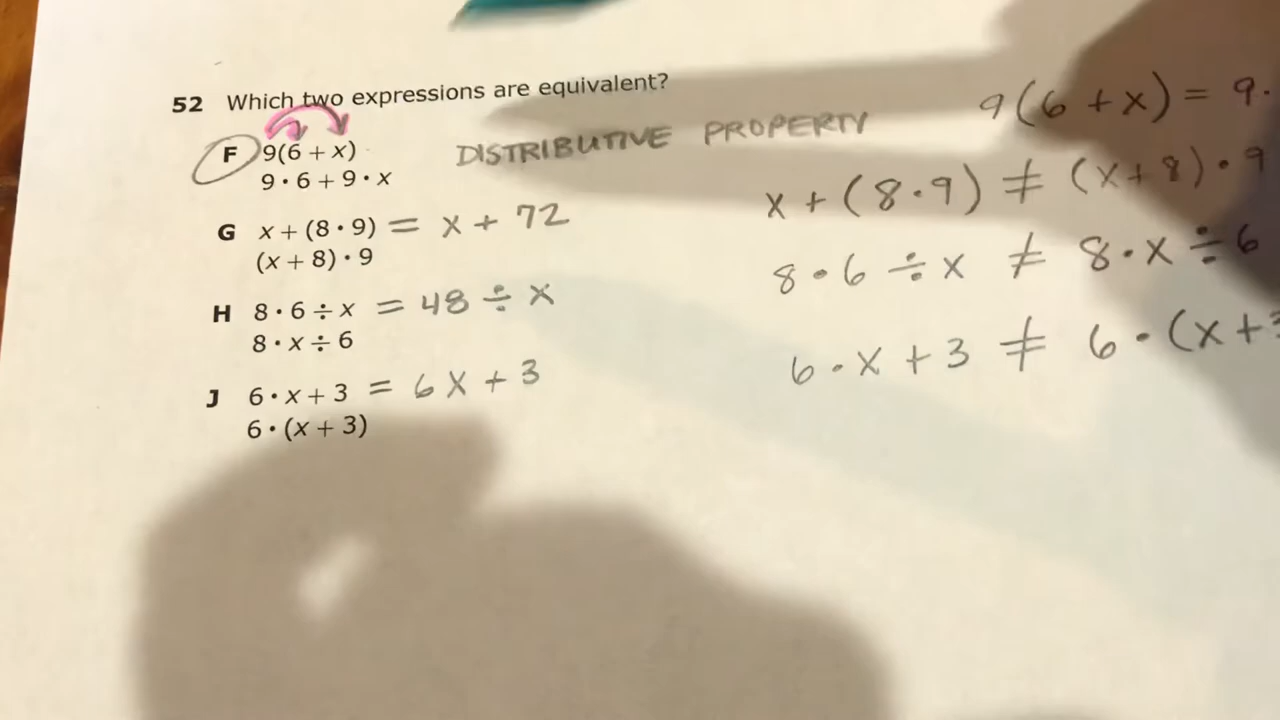 52 Which two expressions are equivalent?
F 9(6 + x)
9 · 6 + 9 · x
DISTRIBUTIVE PROPERTY
G x + (8 · 9) = x + 72
(x + 8) · 9
H 8 · 6 ÷ x = 48 ÷ x
8 · x ÷ 6
J 6 · x + 3 = 6x + 3
6 · (x + 3)
9(6 + x) = 9·
x + (8·9) ≠ (x + 8) · 9
8 · 6 ÷ x ≠ 8 · x ÷ 6
6 · x + 3 ≠ 6 · (x + 3